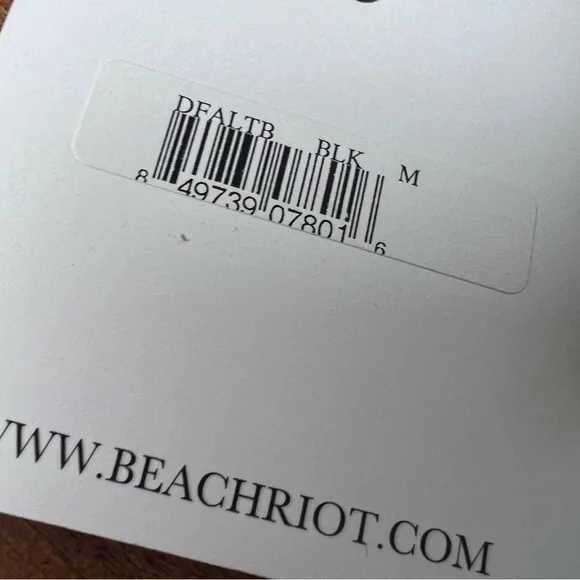 DFALTB BLK M
8 49739 07801 6
WWW.BEACHRIOT.COM